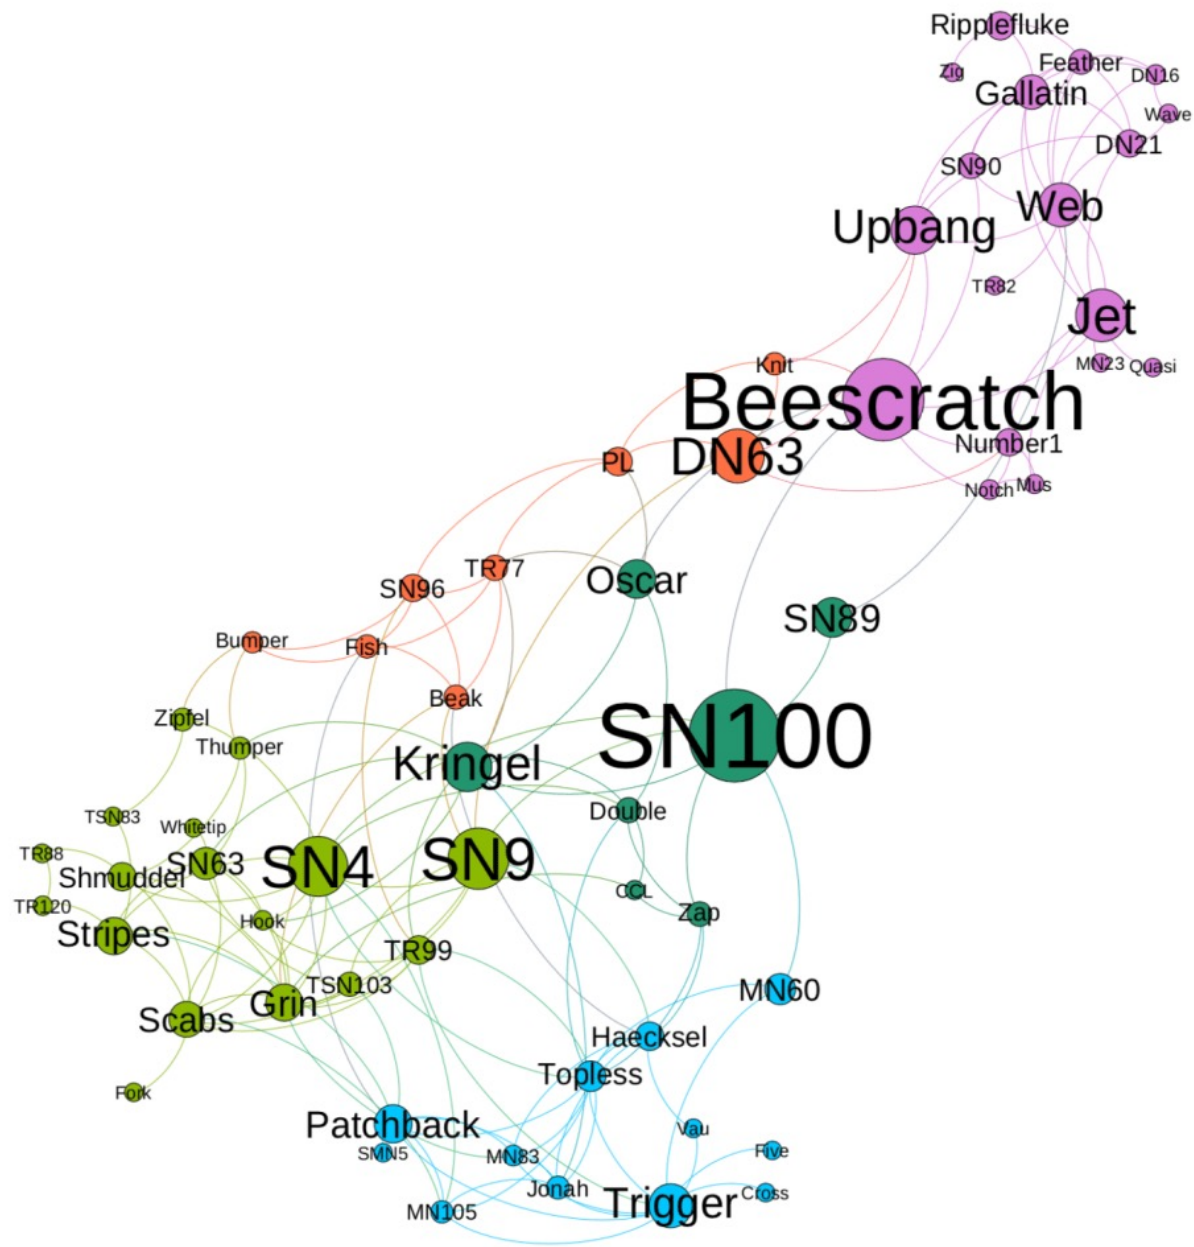 Ripplefluke
Feather
Zig
DN16
Gallatin
Wave
DN21
SN90
Web
Upbang
TR82
Jet
Knit
MN23
Quasi
Beescratch
Number1
DN63
PL
Mus
Notch
TR77
Oscar
SN96
SN89
Bumper
Fish
Beak
Zipfel
SN100
Thumper
Kringel
Double
TSN83
Whitetip
TR88
SN63
SN4
SN9
Shmuddel
CCL
TR120
Zap
Hook
Stripes
TR99
TSN103
MN60
Grin
Scabs
Haecksel
Topless
Fork
Patchback
Vau
SMN5
MN83
Five
Jonah
Cross
Trigger
MN105